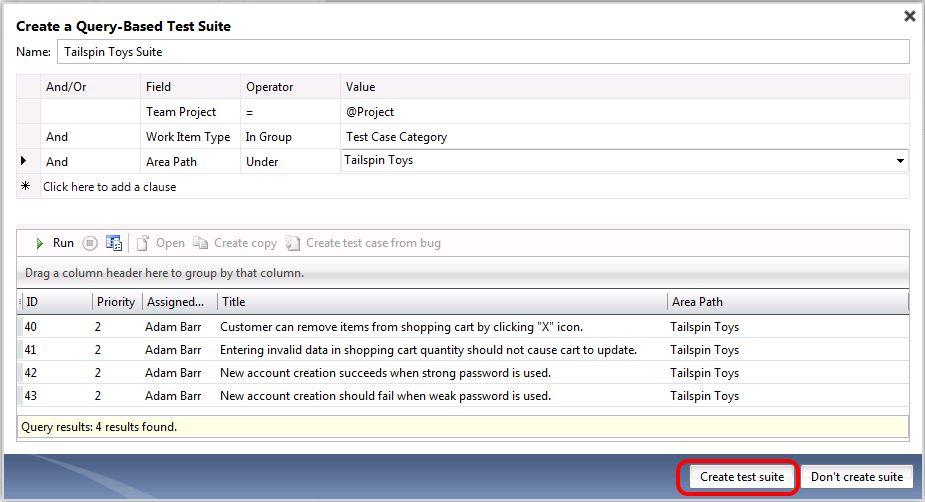 Create a Query-Based Test Suite
Name: Tailspin Toys Suite
And/Or Field Operator Value
Team Project = @Project
And Work Item Type In Group Test Case Category
And Area Path Under Tailspin Toys
* Click here to add a clause
Run Open Create copy Create test case from bug
Drag a column header here to group by that column.
ID Priority Assigned... Title Area Path
40 2 Adam Barr Customer can remove items from shopping cart by clicking "X" icon. Tailspin Toys
41 2 Adam Barr Entering invalid data in shopping cart quantity should not cause cart to update. Tailspin Toys
42 2 Adam Barr New account creation succeeds when strong password is used. Tailspin Toys
43 2 Adam Barr New account creation should fail when weak password is used. Tailspin Toys
Query results: 4 results found.
Create test suite Don't create suite